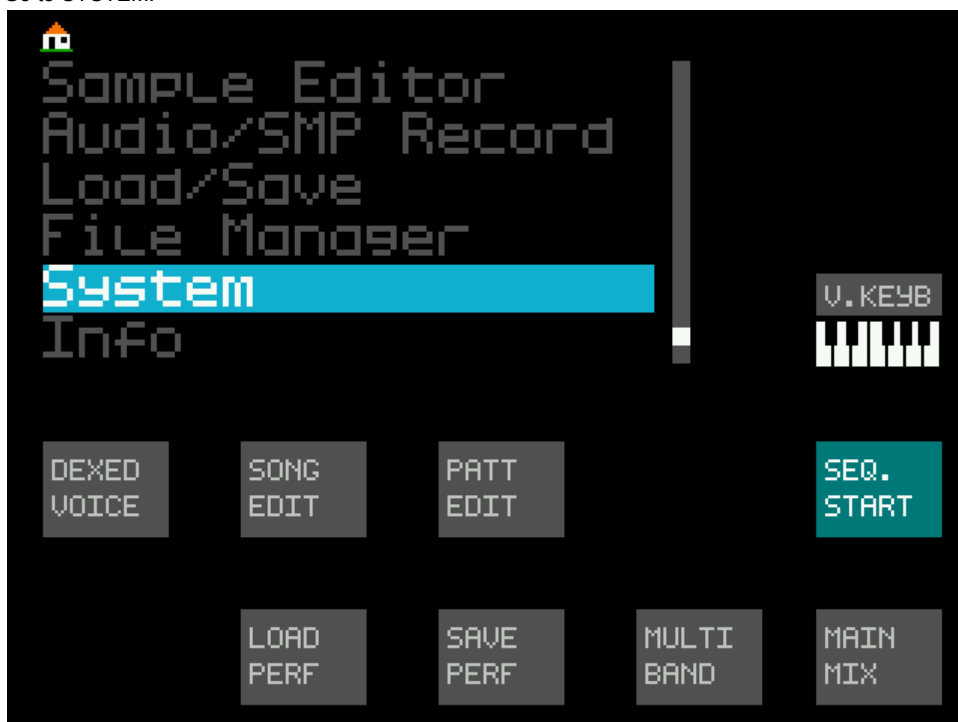 Sample Editor
Audio/SMP Record
Load/Save
File Manager
System
Info
V.KEYB
DEXED
VOICE
SONG
EDIT
PATT
EDIT
SEQ.
START
LOAD
PERF
SAVE
PERF
MULTI
BAND
MAIN
MIX